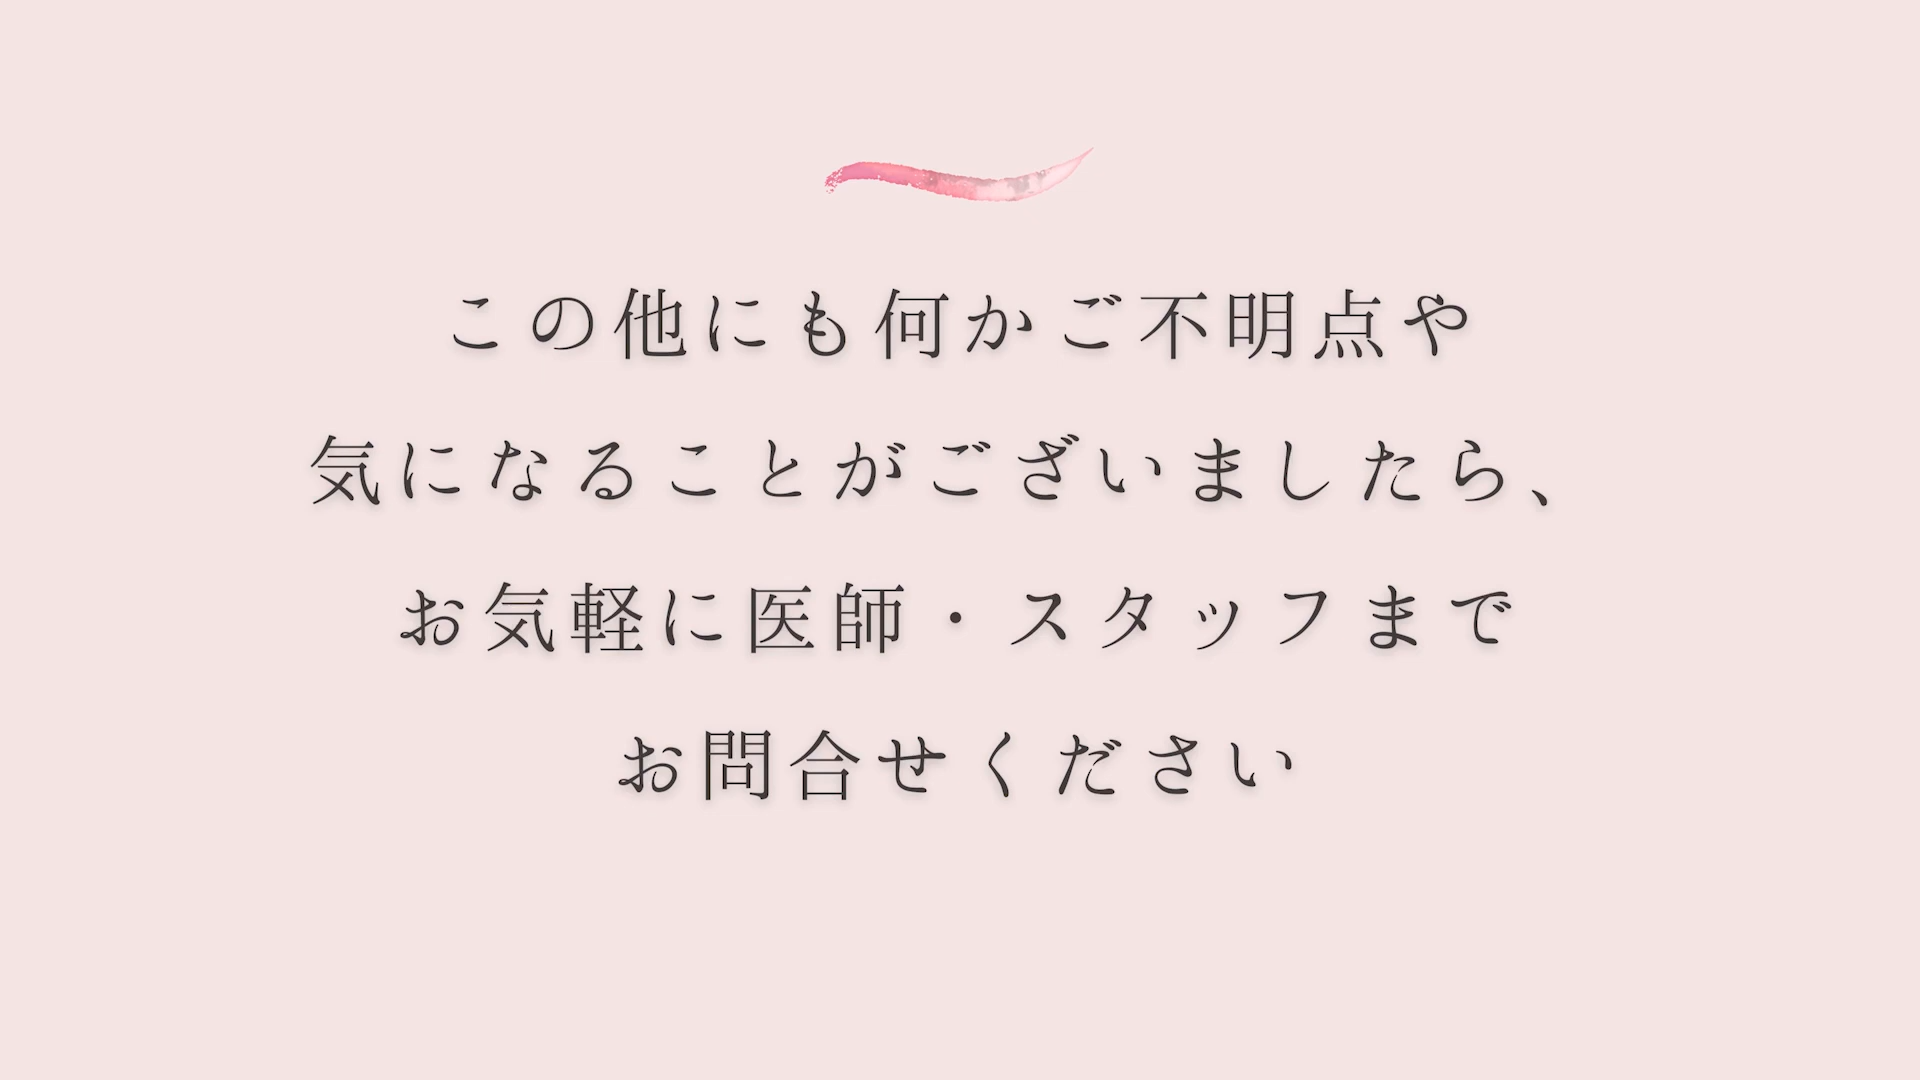 この他にも何かご不明点や
気になることがございましたら、
お気軽に医師・スタッフまで
お問合せください